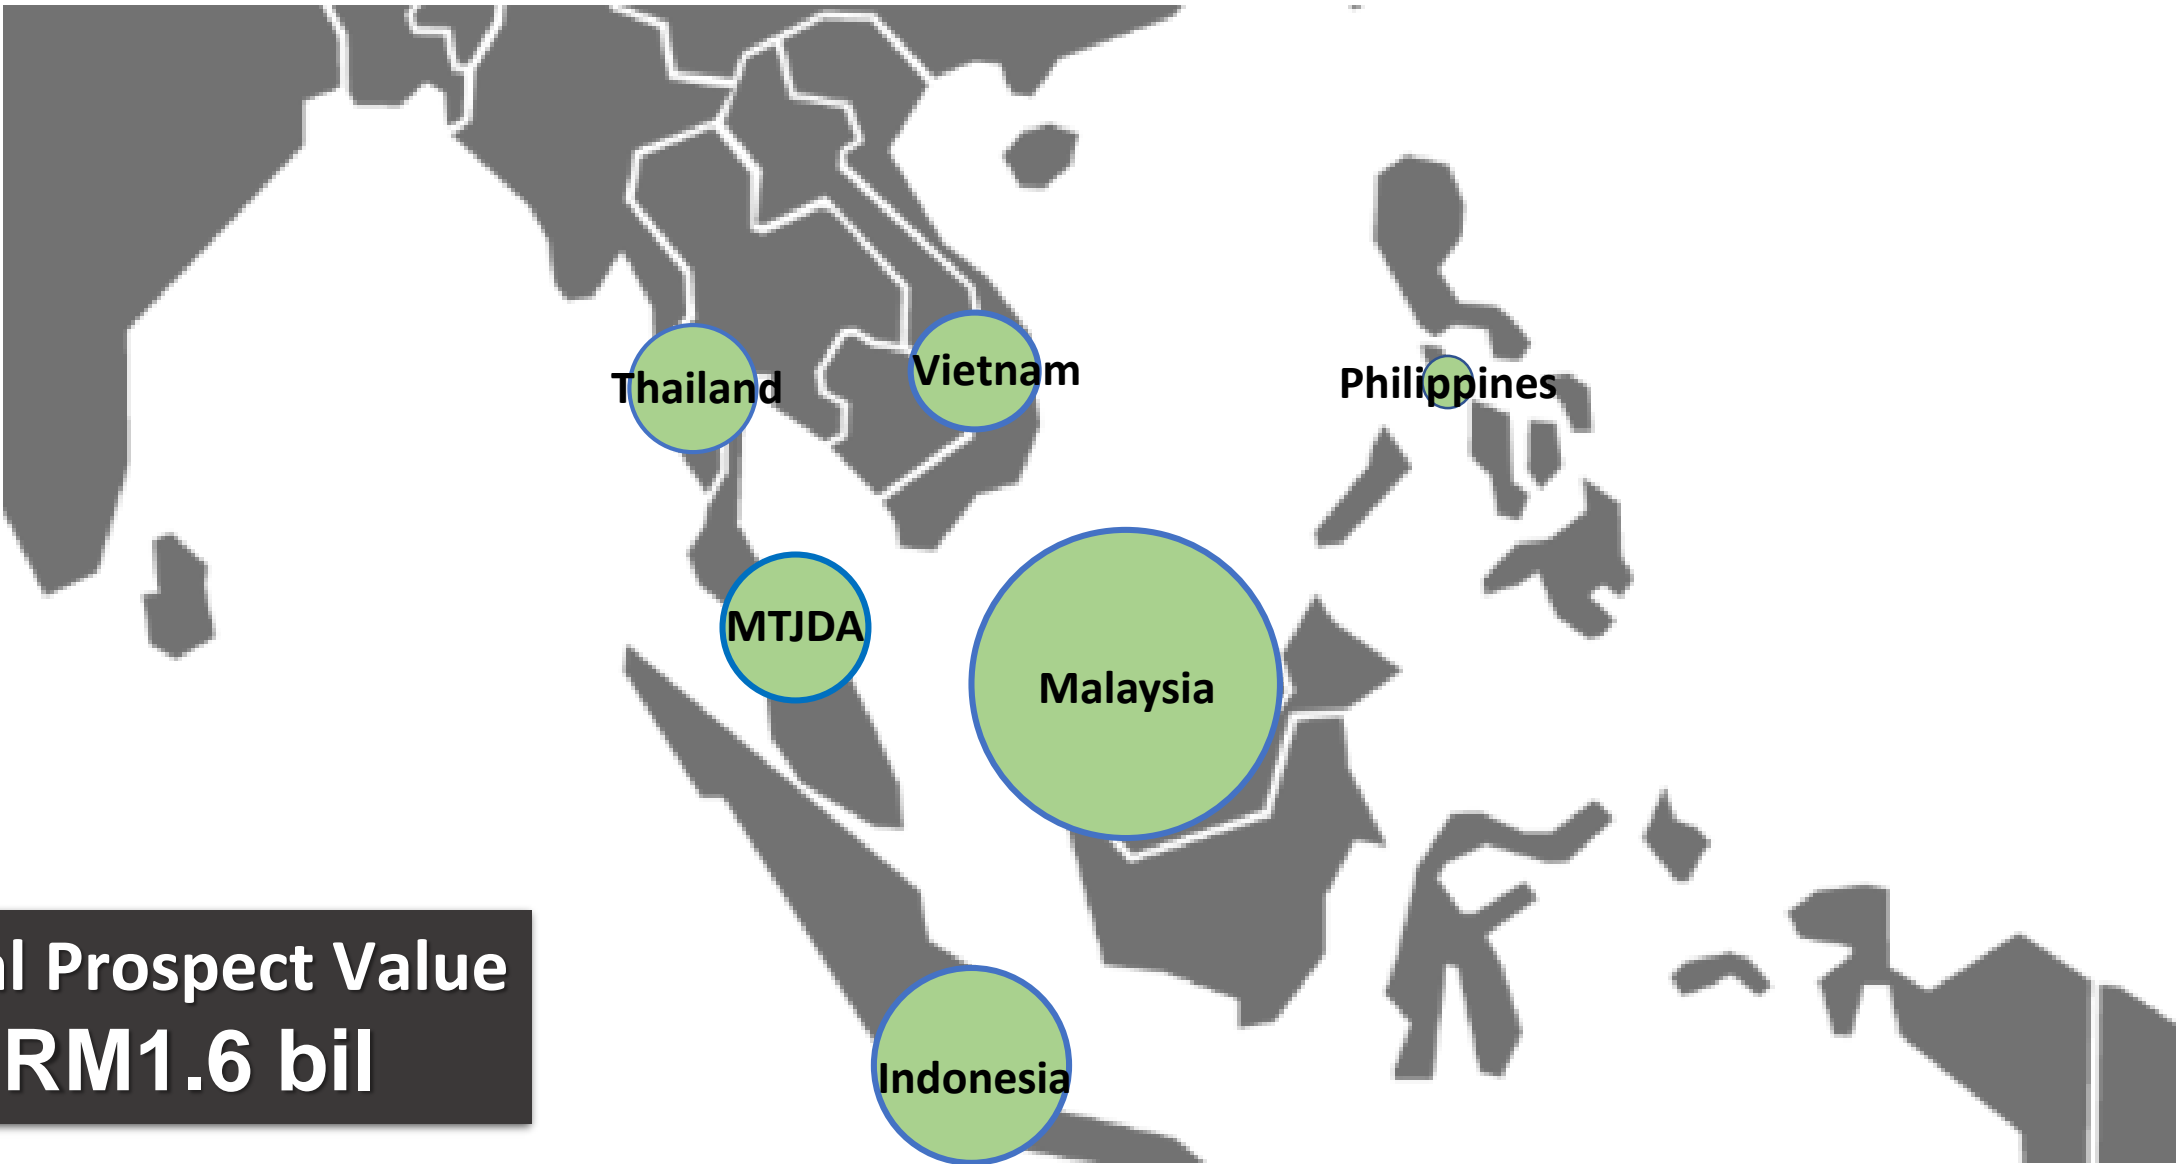 Vietnam
Thailand
Philippines
MTJDA
Malaysia
Prospect Value
RM1.6 bil
Indonesia